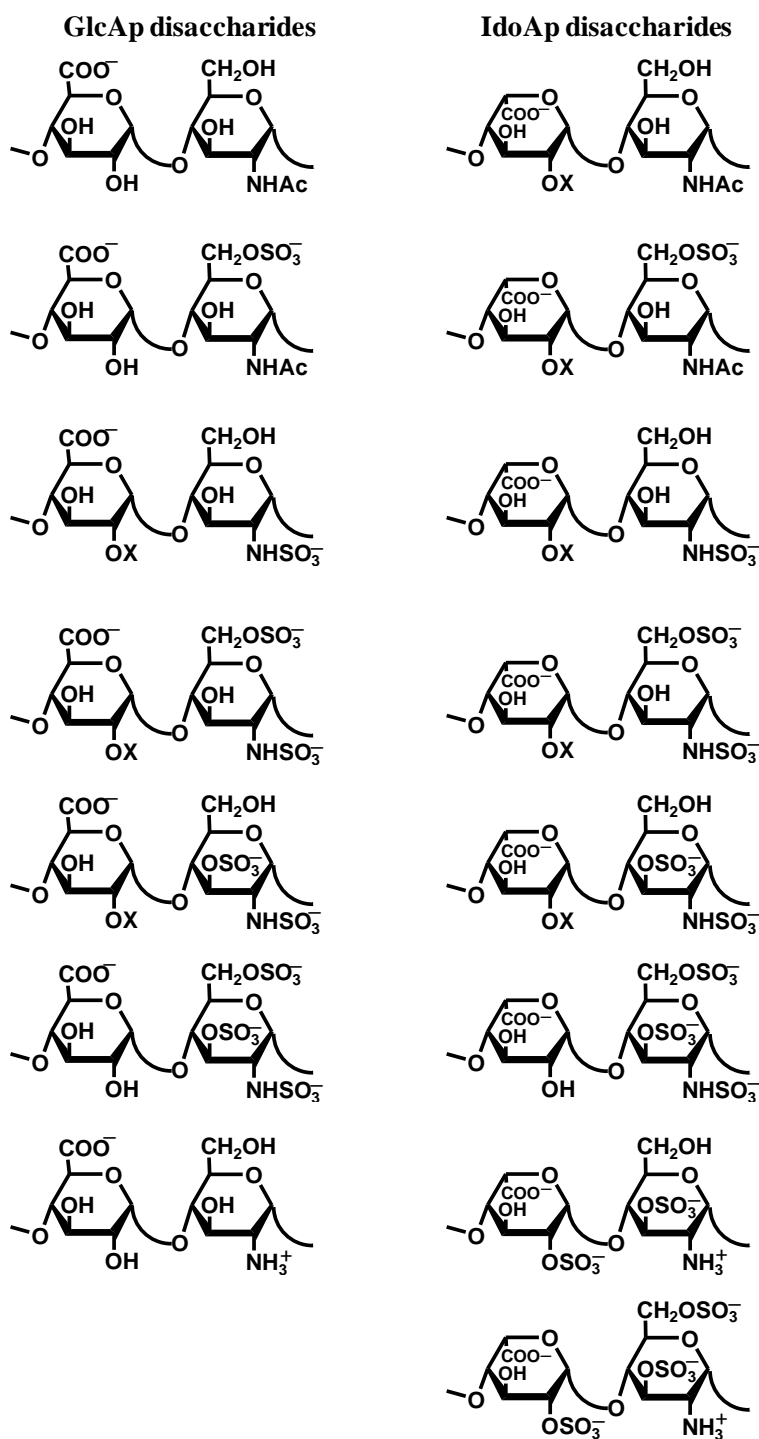 GlcAp disaccharides IdoAp disaccharides
COO⁻ CH₂OH CH₂OH
O O O O
OH OH COO⁻ OH OH
O O O O
OH NHAc OX NHAc
COO⁻ CH₂OSO₃⁻ CH₂OSO₃⁻
O O O O
OH OH COO⁻ OH OH
O O O O
OH NHAc OX NHAc
COO⁻ CH₂OH CH₂OH
O O O O
OH OH COO⁻ OH OH
O O O O
OX NHSO₃⁻ OX NHSO₃⁻
COO⁻ CH₂OSO₃⁻ CH₂OSO₃⁻
O O O O
OH OH COO⁻ OH OH
O O O O
OX NHSO₃⁻ OX NHSO₃⁻
COO⁻ CH₂OH CH₂OH
O O O O
OH OSO₃⁻ COO⁻ OH OSO₃⁻
O O O O
OX NHSO₃⁻ OX NHSO₃⁻
COO⁻ CH₂OSO₃⁻ CH₂OSO₃⁻
O O O O
OH OSO₃⁻ COO⁻ OH OSO₃⁻
O O O O
OH NHSO₃⁻ OH NHSO₃⁻
COO⁻ CH₂OH CH₂OH
O O O O
OH OH COO⁻ OH OSO₃⁻
O O O O
OH NH₃⁺ OSO₃⁻ NH₃⁺
CH₂OSO₃⁻
O O
COO⁻ OH OSO₃⁻
O O
OSO₃⁻ NH₃⁺